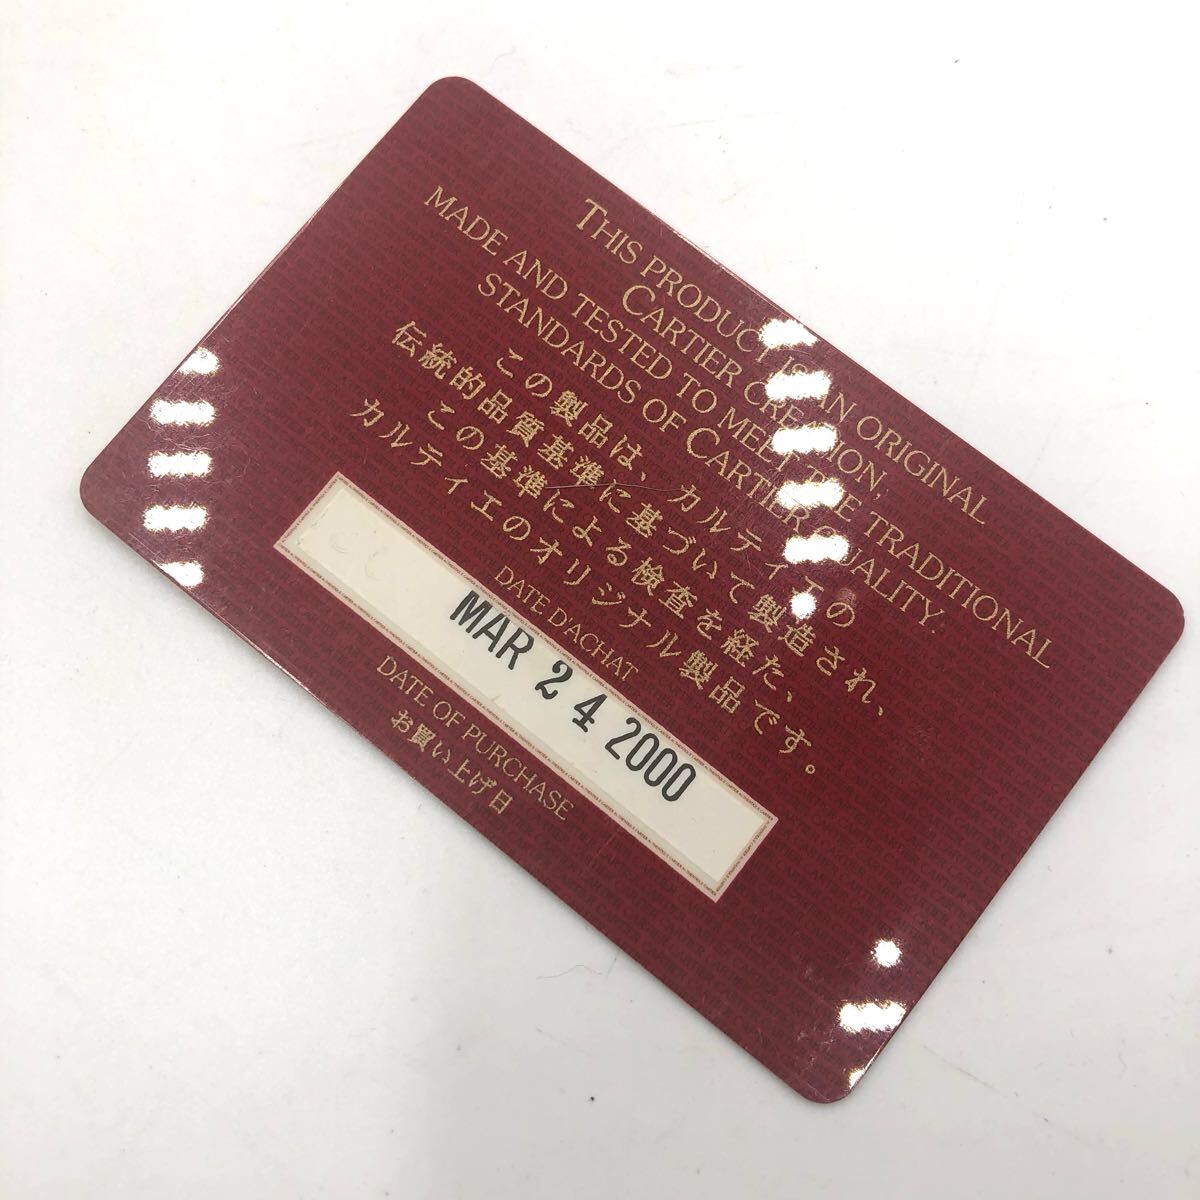 THIS PRODUCT IS AN ORIGINAL
CARTIER CREATION,
MADE AND TESTED TO MEET THE TRADITIONAL
STANDARDS OF CARTIER QUALITY.
この製品は、カルティエの
伝統的品質基準に基づいて製造され、
この基準による検査を経た、
カルティエのオリジナル製品です。
DATE D'ACHAT
MAR 24 2000
DATE OF PURCHASE
お買い上げ日